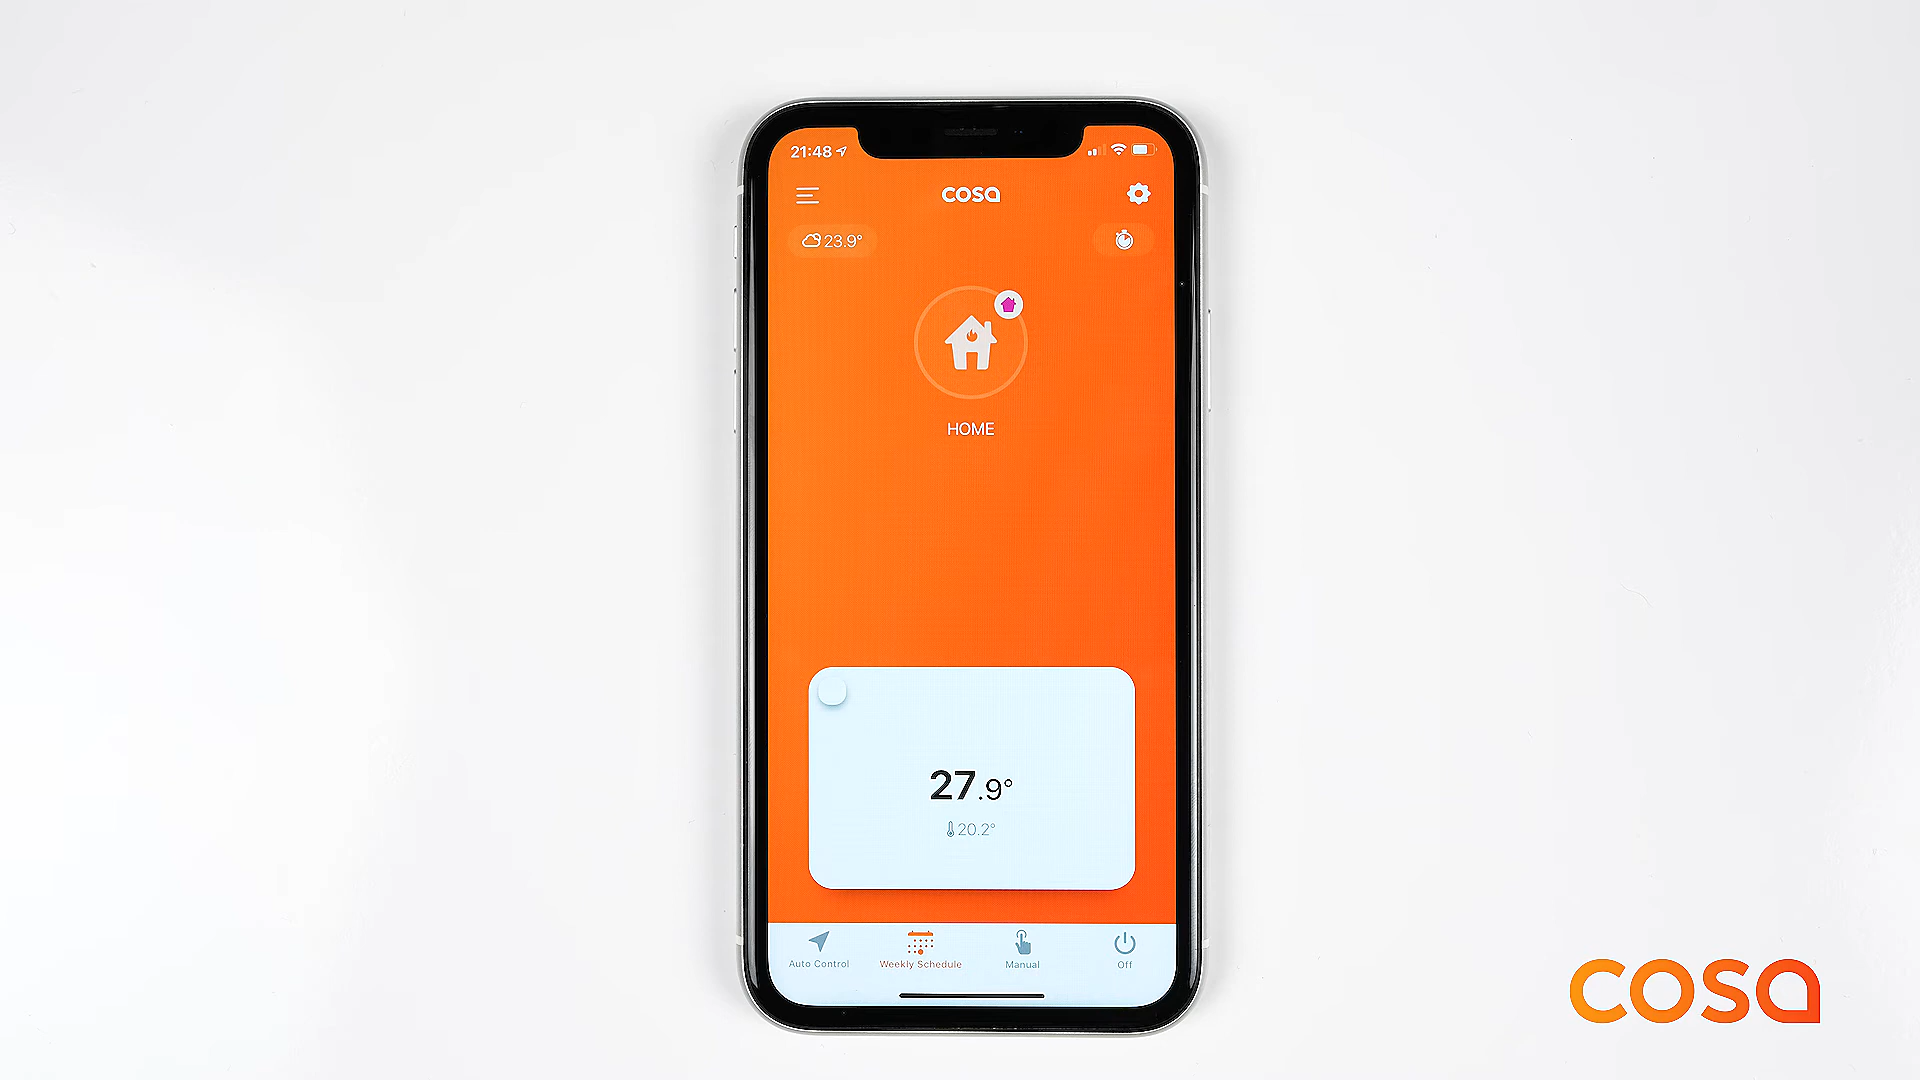 21:48
cosa
23.9°
HOME
27.9°
20.2°
Auto Control
Weekly Schedule
Manual
Off
cosa